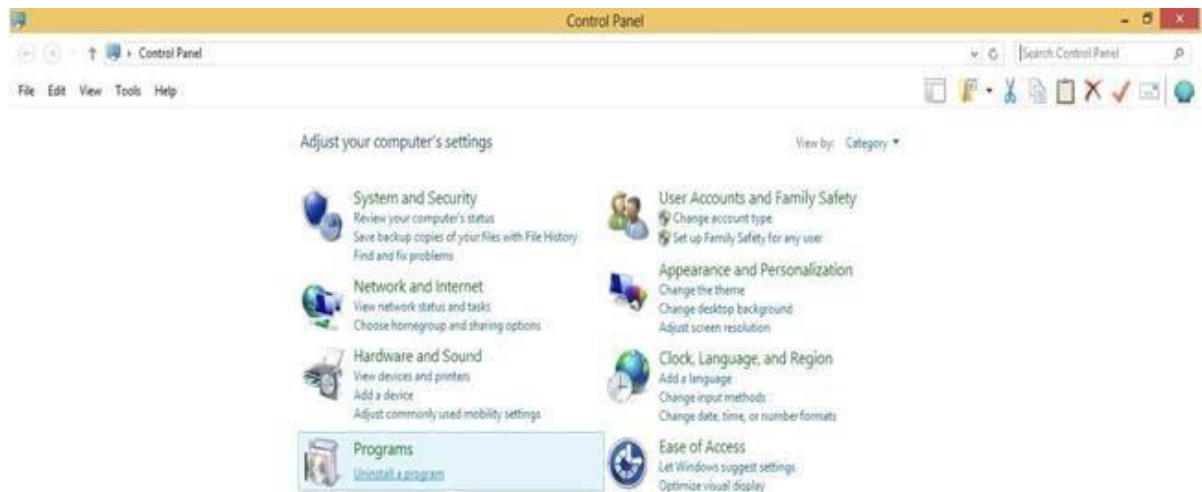 Control Panel
Control Panel
Search Control Panel
File Edit View Tools Help
Adjust your computer's settings
View by: Category
System and Security
Review your computer's status
Save backup copies of your files with File History
Find and fix problems
Network and Internet
View network status and tasks
Choose homegroup and sharing options
Hardware and Sound
View devices and printers
Add a device
Adjust commonly used mobility settings
Programs
Uninstall a program
User Accounts and Family Safety
Change account type
Set up Family Safety for any user
Appearance and Personalization
Change the theme
Change desktop background
Adjust screen resolution
Clock, Language, and Region
Add a language
Change input methods
Change date, time, or number formats
Ease of Access
Let Windows suggest settings
Optimize visual display